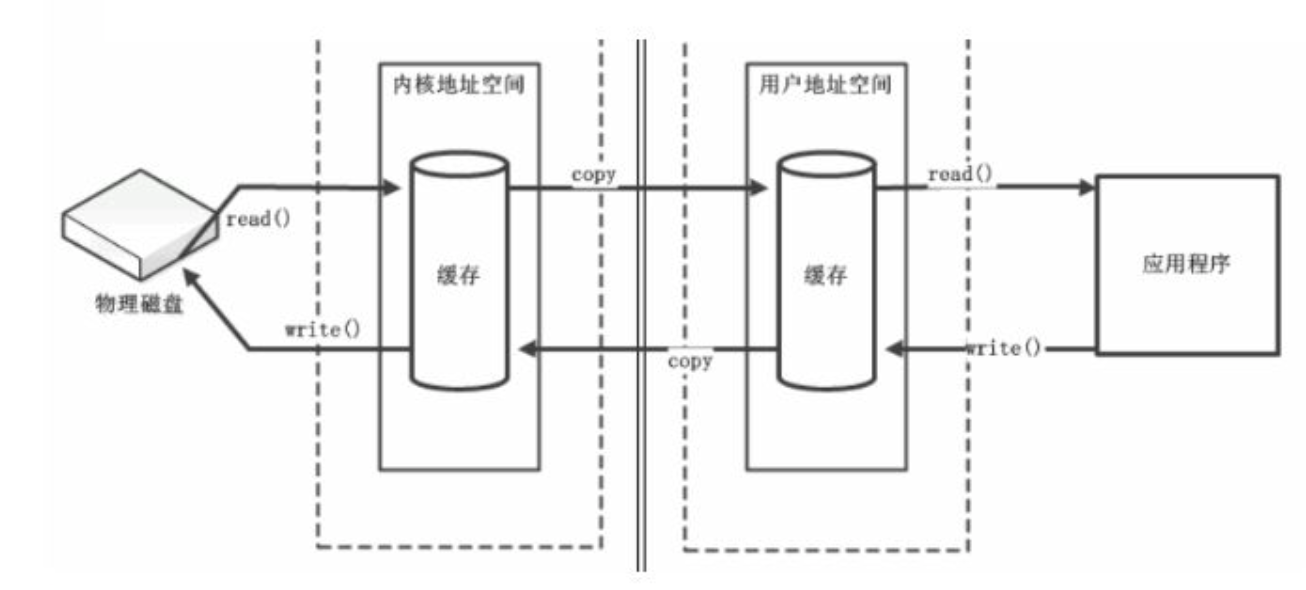 内核地址空间
用户地址空间
copy
read()
read()
缓存
缓存
应用程序
物理磁盘
write()
copy
write()